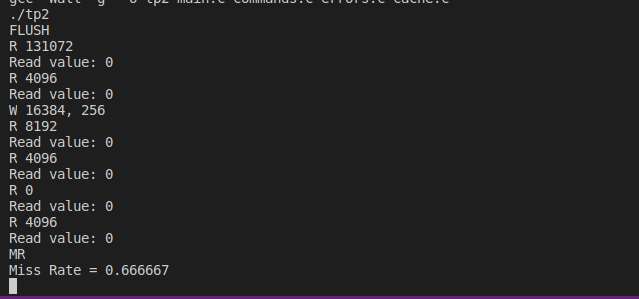 gcc -Wall -g -o tp2 main.c commands.c errors.c cache.c
./tp2
FLUSH
R 131072
Read value: 0
R 4096
Read value: 0
W 16384, 256
R 8192
Read value: 0
R 4096
Read value: 0
R 0
Read value: 0
R 4096
Read value: 0
MR
Miss Rate = 0.666667